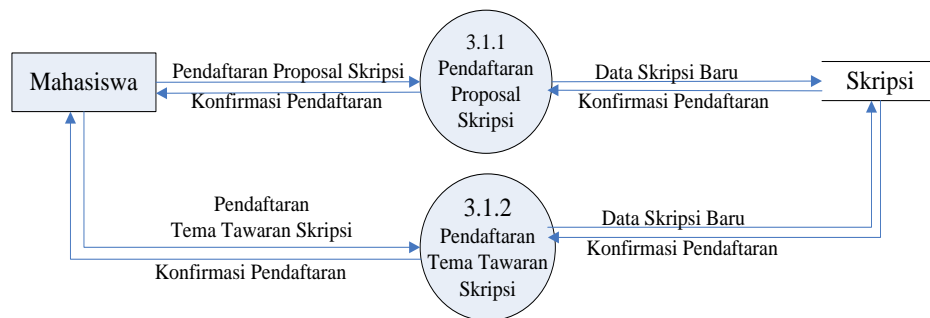 Mahasiswa
Pendaftaran Proposal Skripsi
Konfirmasi Pendaftaran
3.1.1
Pendaftaran
Proposal
Skripsi
Data Skripsi Baru
Konfirmasi Pendaftaran
Skripsi
Pendaftaran
Tema Tawaran Skripsi
Konfirmasi Pendaftaran
3.1.2
Pendaftaran
Tema Tawaran
Skripsi
Data Skripsi Baru
Konfirmasi Pendaftaran